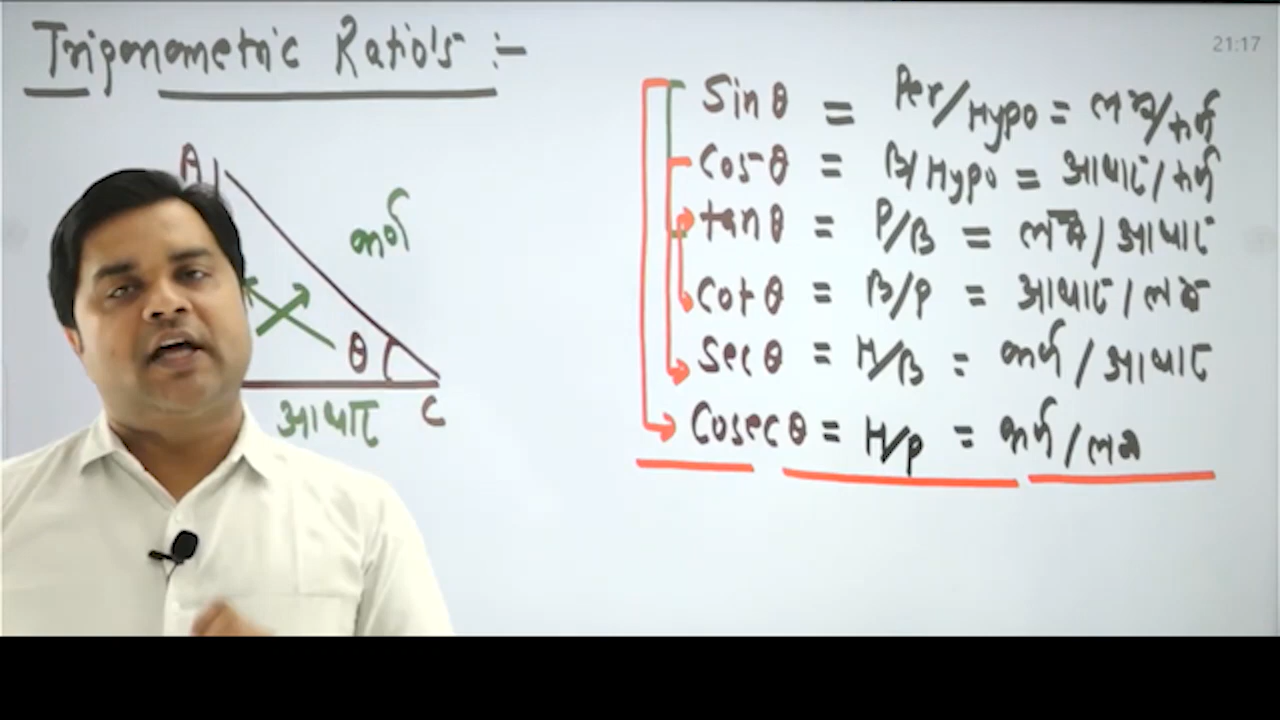 Trigonometric Ratio's :-
21:17
Sin θ = Per/Hypo = लम्ब/कर्ण
Cos θ = B/Hypo = आधार/कर्ण
tan θ = P/B = लम्ब/आधार
Cot θ = B/P = आधार/लम्ब
Sec θ = H/B = कर्ण/आधार
Cosec θ = H/P = कर्ण/लम्ब
A
कर्ण
θ
आधार C